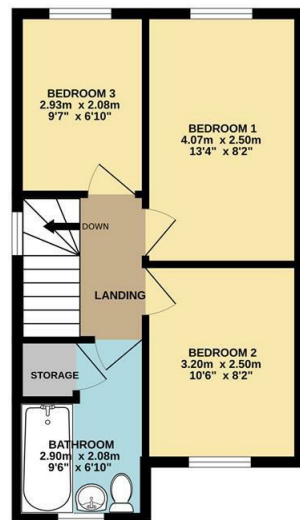 BEDROOM 3
2.93m x 2.08m
9'7" x 6'10"
BEDROOM 1
4.07m x 2.50m
13'4" x 8'2"
DOWN
LANDING
BEDROOM 2
3.20m x 2.50m
10'6" x 8'2"
STORAGE
BATHROOM
2.90m x 2.08m
9'6" x 6'10"